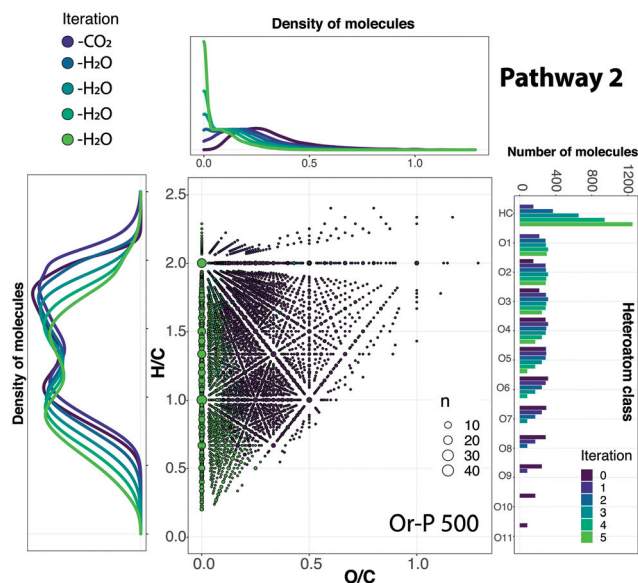 Iteration
-CO₂
-H₂O
-H₂O
-H₂O
-H₂O
Density of molecules
0.0
0.5
1.0
Pathway 2
Density of molecules
H/C
2.5
2.0
1.5
1.0
0.5
0.0
n
10
20
30
40
Or-P 500
0.0
0.5
1.0
O/C
Number of molecules
0
400
800
1200
HC
O1
O2
O3
O4
O5
O6
O7
O8
O9
O10
O11
Heteroatom class
Iteration
0
1
2
3
4
5